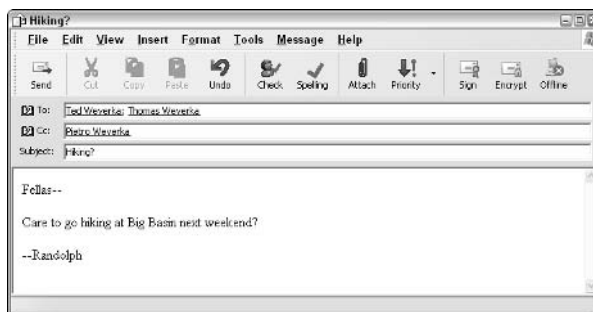 Hiking?
File Edit View Insert Format Tools Message Help
Send Cut Copy Paste Undo Check Spelling Attach Priority Sign Encrypt Offline
To: Ted Weverka; Thomas Weverka
Cc: Pietro Weverka
Subject: Hiking?
Fellas--
Care to go hiking at Big Basin next weekend?
--Randolph